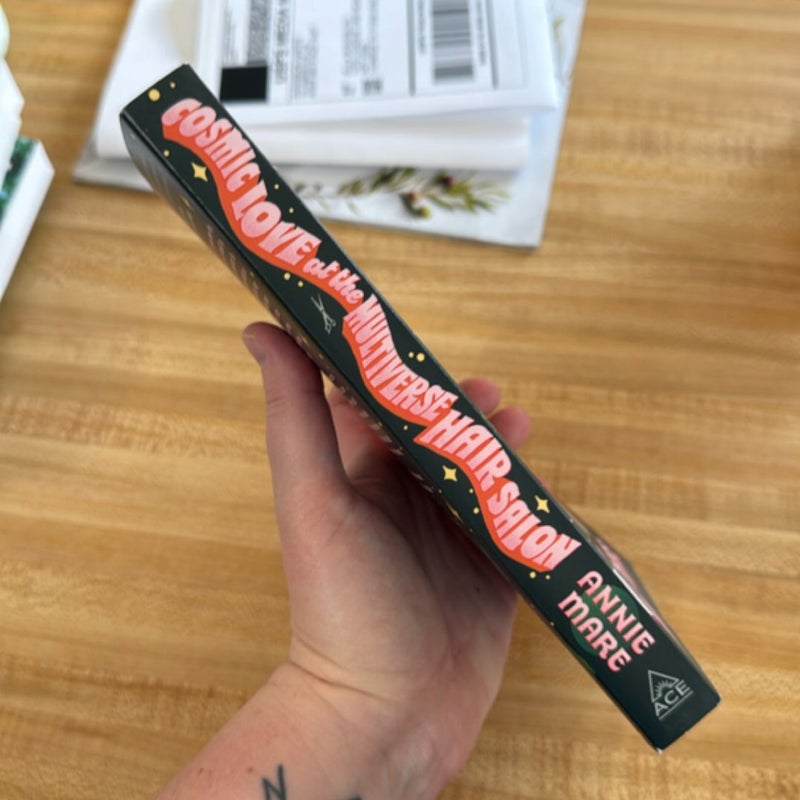 COSMIC LOVE at the MULTIVERSE HAIR SALON
ANNIE
MARE
ACE
N